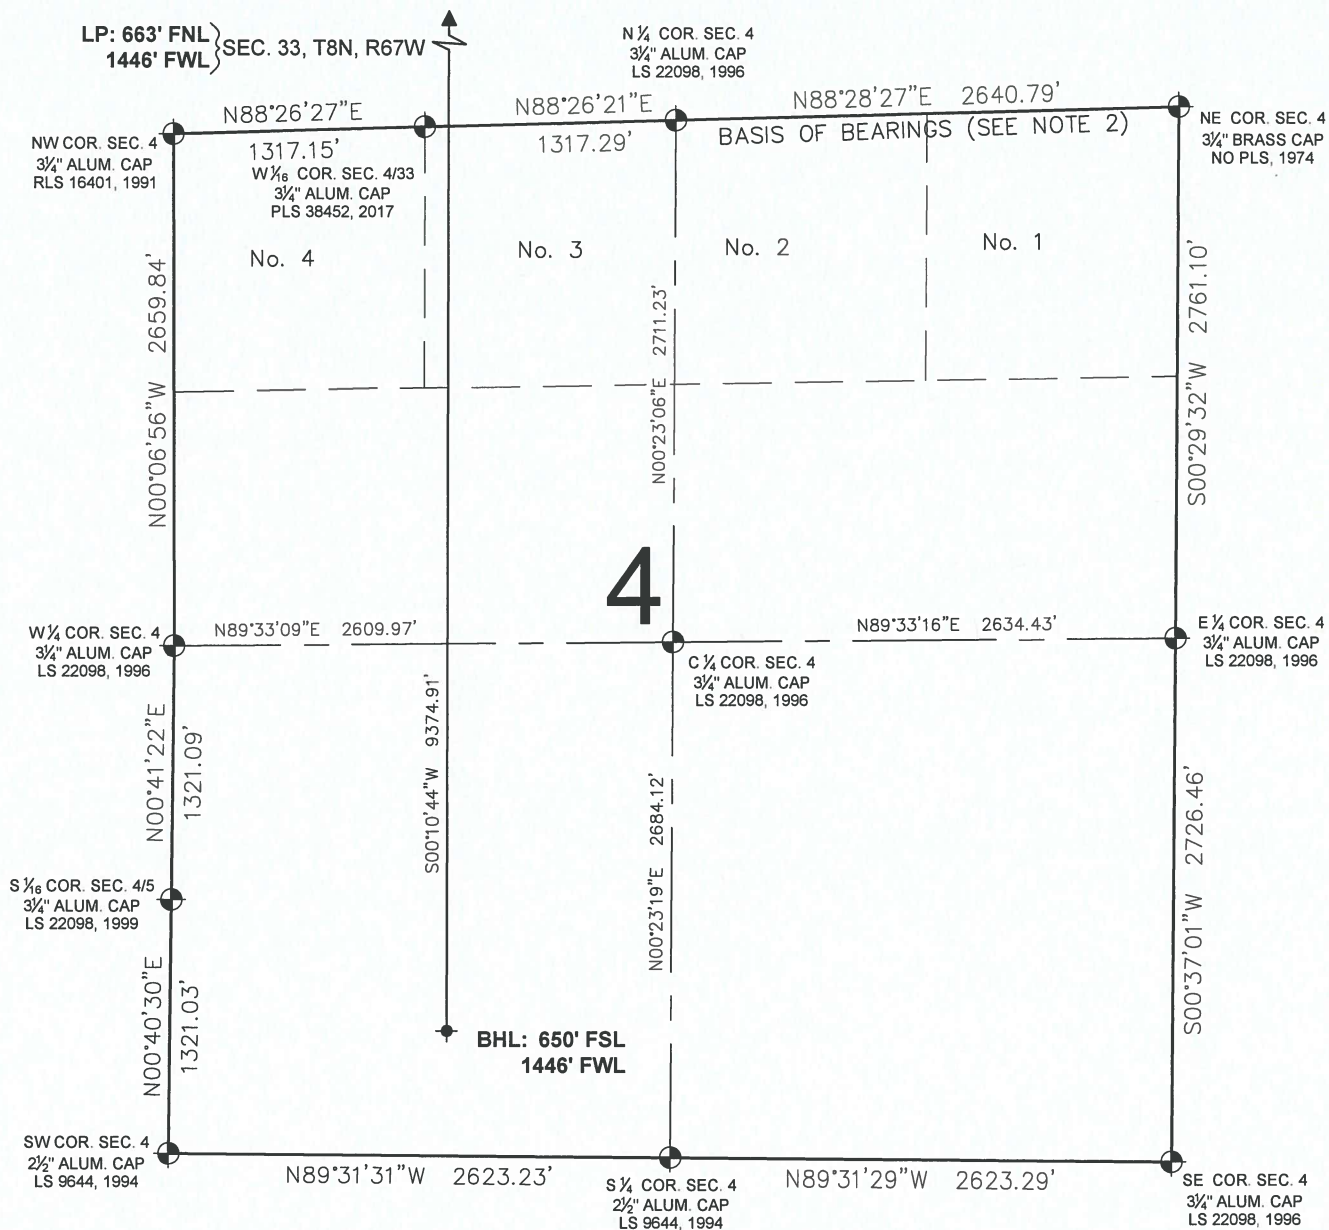 LP: 663' FNL
1446' FWL
SEC. 33, T8N, R67W
N ¼ COR. SEC. 4
3¼" ALUM. CAP
LS 22098, 1996
N88°26'27"E
1317.15'
N88°26'21"E
1317.29'
N88°28'27"E 2640.79'
BASIS OF BEARINGS (SEE NOTE 2)
NW COR. SEC. 4
3¼" ALUM. CAP
RLS 16401, 1991
W⅟16 COR. SEC. 4/33
3¼" ALUM. CAP
PLS 38452, 2017
NE COR. SEC. 4
3¼" BRASS CAP
NO PLS, 1974
No. 4
No. 3
No. 2
No. 1
N00°06'56"W 2659.84'
N00°23'06"E 2711.23'
S00°29'32"W 2761.10'
4
W¼ COR. SEC. 4
3¼" ALUM. CAP
LS 22098, 1996
N89°33'09"E 2609.97'
N89°33'16"E 2634.43'
C ¼ COR. SEC. 4
3¼" ALUM. CAP
LS 22098, 1996
E ¼ COR. SEC. 4
3¼" ALUM. CAP
LS 22098, 1996
N00°41'22"E
1321.09'
S00°10'44"W 9374.91'
N00°23'19"E 2684.12'
S00°37'01"W 2726.46'
S ⅟16 COR. SEC. 4/5
3¼" ALUM. CAP
LS 22098, 1999
N00°40'30"E
1321.03'
BHL: 650' FSL
1446' FWL
SW COR. SEC. 4
2½" ALUM. CAP
LS 9644, 1994
N89°31'31"W 2623.23'
S ¼ COR. SEC. 4
2½" ALUM. CAP
LS 9644, 1994
N89°31'29"W 2623.29'
SE COR. SEC. 4
3¼" ALUM. CAP
LS 22098, 1996